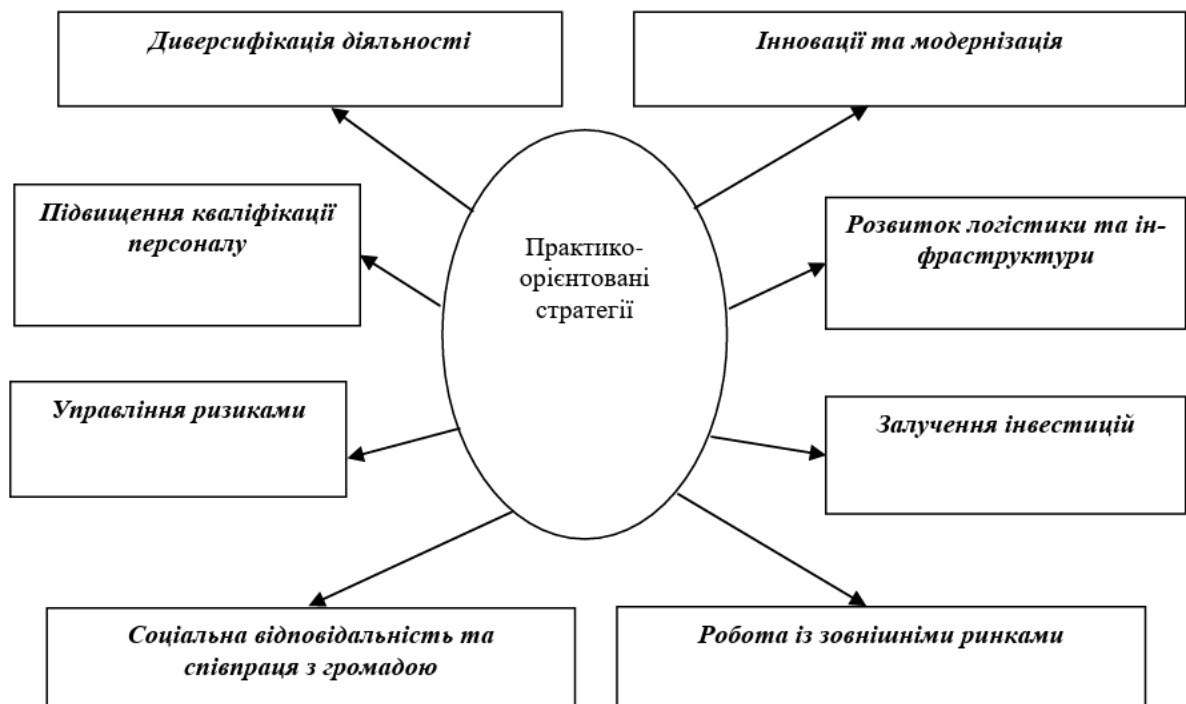 Диверсифікація діяльності
Інновації та модернізація
Підвищення кваліфікації
персоналу
Практико-
орієнтовані
стратегії
Розвиток логістики та ін-
фраструктури
Управління ризиками
Залучення інвестицій
Соціальна відповідальність та
співпраця з громадою
Робота із зовнішніми ринками